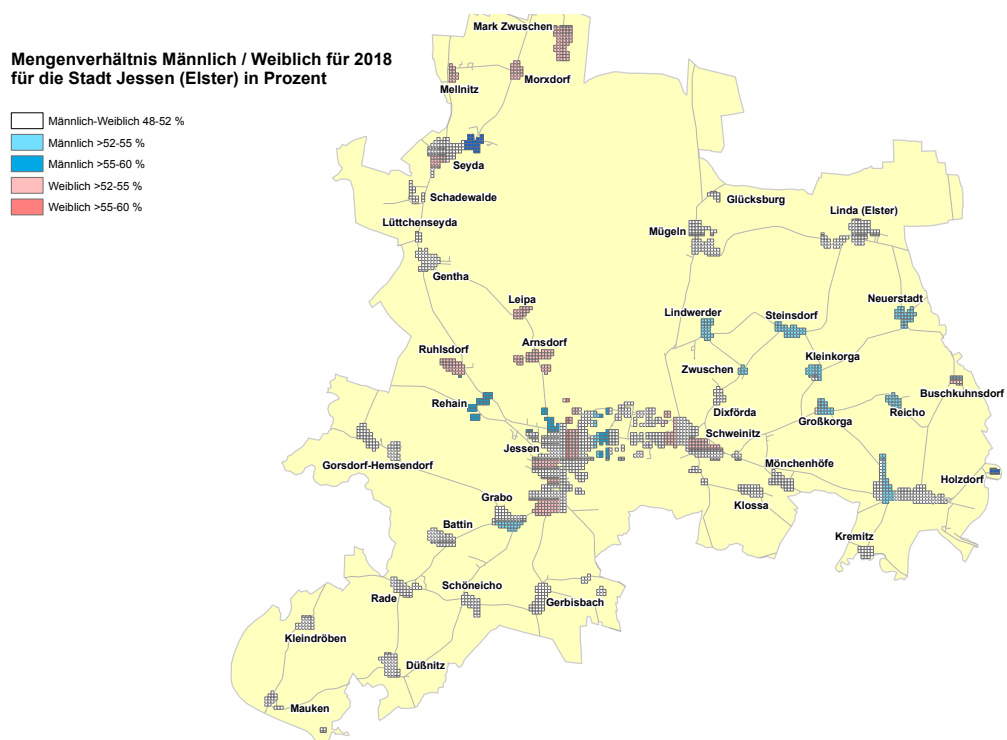 Mengenverhältnis Männlich / Weiblich für 2018
für die Stadt Jessen (Elster) in Prozent
Männlich-Weiblich 48-52 %
Männlich >52-55 %
Männlich >55-60 %
Weiblich >52-55 %
Weiblich >55-60 %
Mark Zwuschen
Mellnitz
Morxdorf
Seyda
Schadewalde
Glücksburg
Lüttchenseyda
Linda (Elster)
Mügeln
Gentha
Leipa
Neuerstadt
Lindwerder
Steinsdorf
Ruhlsdorf
Arnsdorf
Kleinkorga
Zwuschen
Buschkuhnsdorf
Rehain
Dixförda
Reicho
Großkorga
Schweinitz
Jessen
Gorsdorf-Hemsendorf
Mönchenhöfe
Holzdorf
Grabo
Klossa
Battin
Kremitz
Schöneicho
Rade
Gerbisbach
Kleindröben
Düßnitz
Mauken